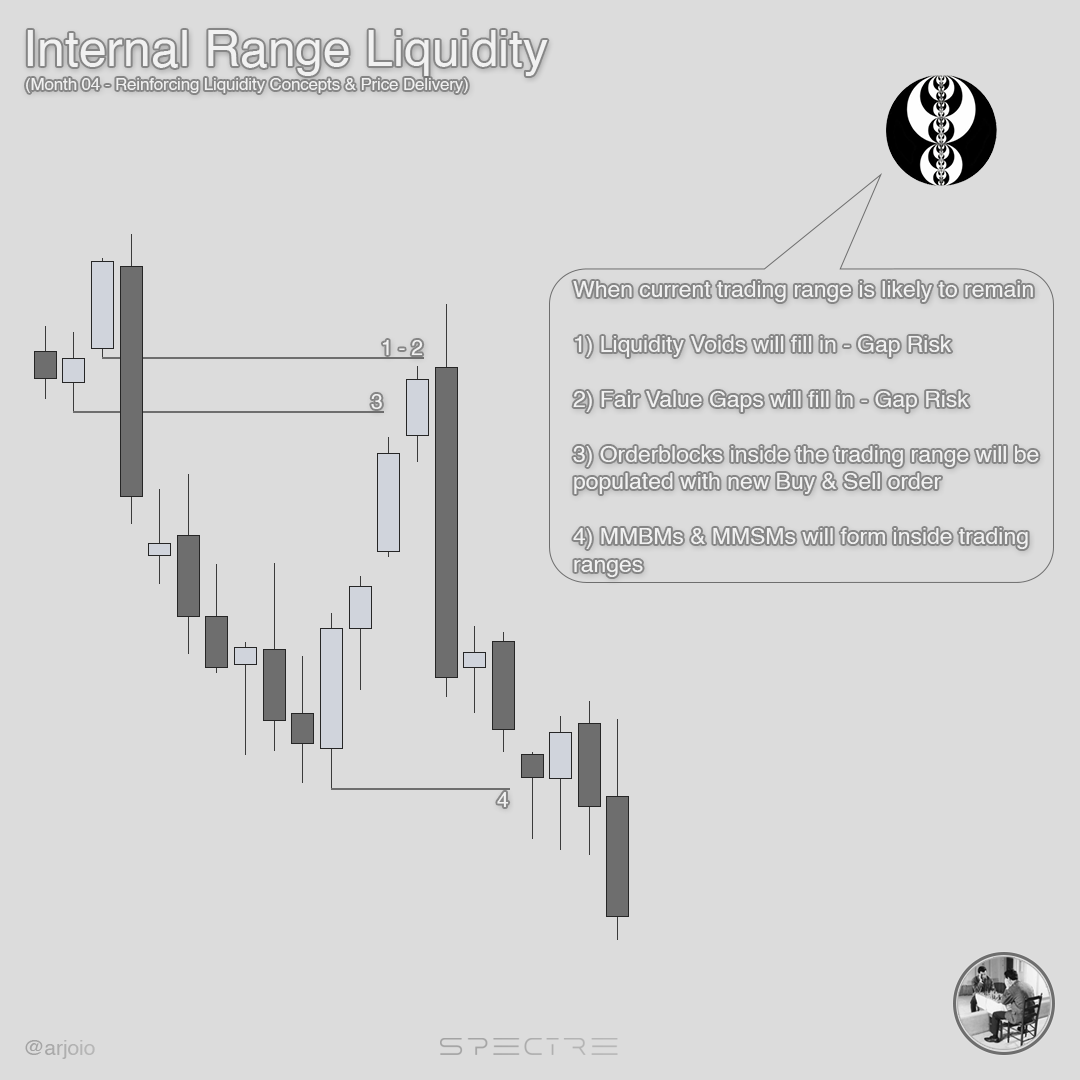 Internal Range Liquidity
(Month 04 - Reinforcing Liquidity Concepts & Price Delivery)
When current trading range is likely to remain
1) Liquidity Voids will fill in - Gap Risk
2) Fair Value Gaps will fill in - Gap Risk
3) Orderblocks inside the trading range will be
populated with new Buy & Sell order
4) MMBMs & MMSMs will form inside trading
ranges
1 - 2
3
4
@arjoio
SPECTRE